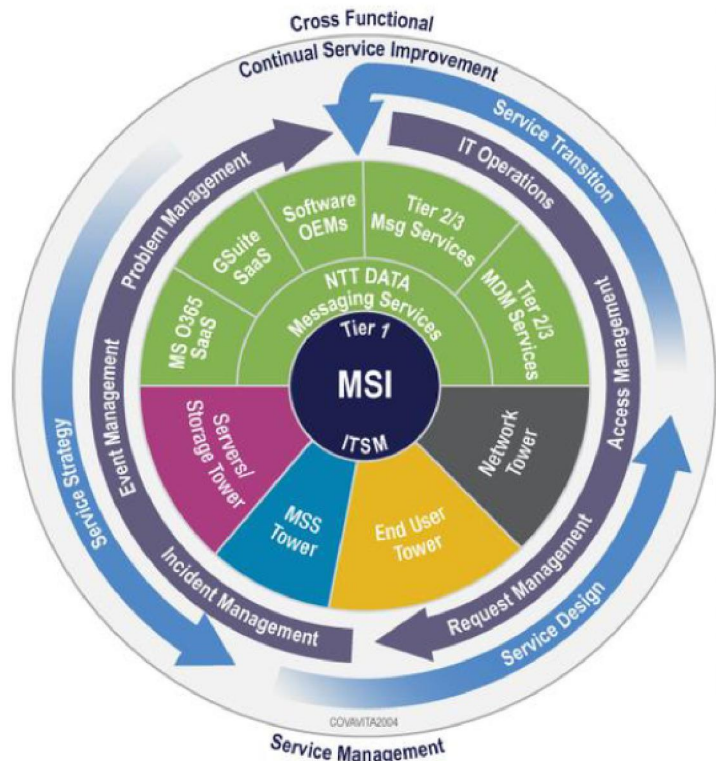 Cross Functional
Continual Service Improvement
Service Transition
IT Operations
Problem Management
Software
OEMs
Tier 2/3
Msg Services
GSuite
SaaS
Tier 2/3
MDM Services
MS O365
SaaS
NTT DATA
Messaging Services
Tier 1
MSI
ITSM
Access Management
Event Management
Service Strategy
Servers/
Storage Tower
Network
Tower
MSS
Tower
End User
Tower
Incident Management
Request Management
Service Design
COVAVITA2004
Service Management